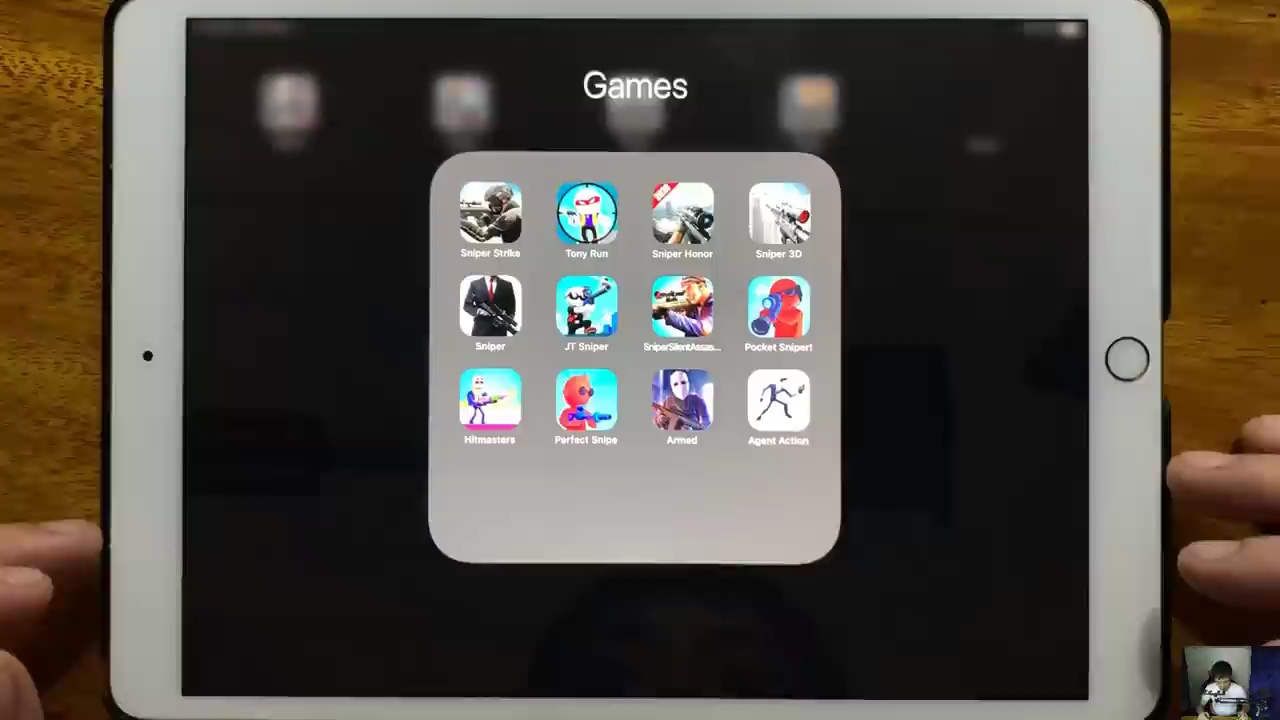 Games
Sniper Strike
Tony Run
Sniper Honor
Sniper 3D
Sniper
JT Sniper
SniperSilentAssas...
Pocket Sniper!
Hitmasters
Perfect Snipe
Armed
Agent Action